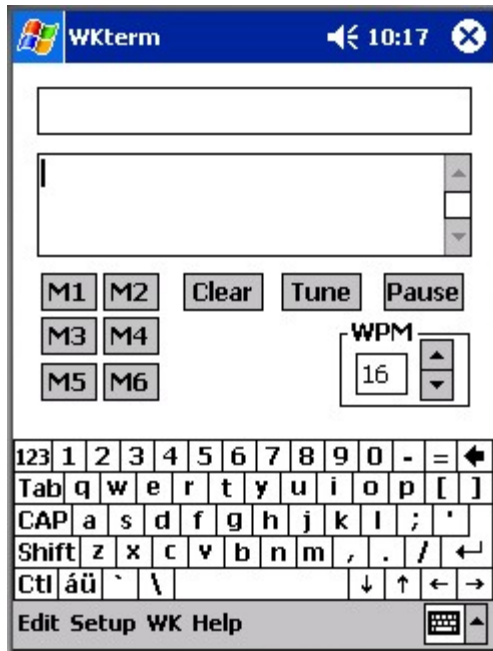 WKterm 10:17
M1 M2 Clear Tune Pause
M3 M4 WPM
16
M5 M6
123 1 2 3 4 5 6 7 8 9 0 - =
Tab q w e r t y u i o p [ ]
CAP a s d f g h j k l ; '
Shift z x c v b n m , . /
Ctl áü ` \ ↓ ↑ ← →
Edit Setup WK Help